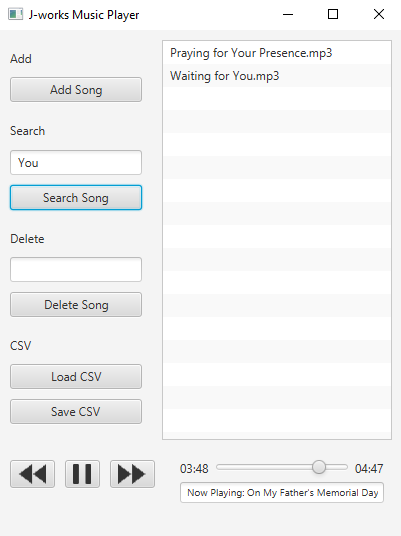 J-works Music Player
Add
Add Song
Search
You
Search Song
Delete
Delete Song
CSV
Load CSV
Save CSV
Praying for Your Presence.mp3
Waiting for You.mp3
03:48
04:47
Now Playing: On My Father's Memorial Day